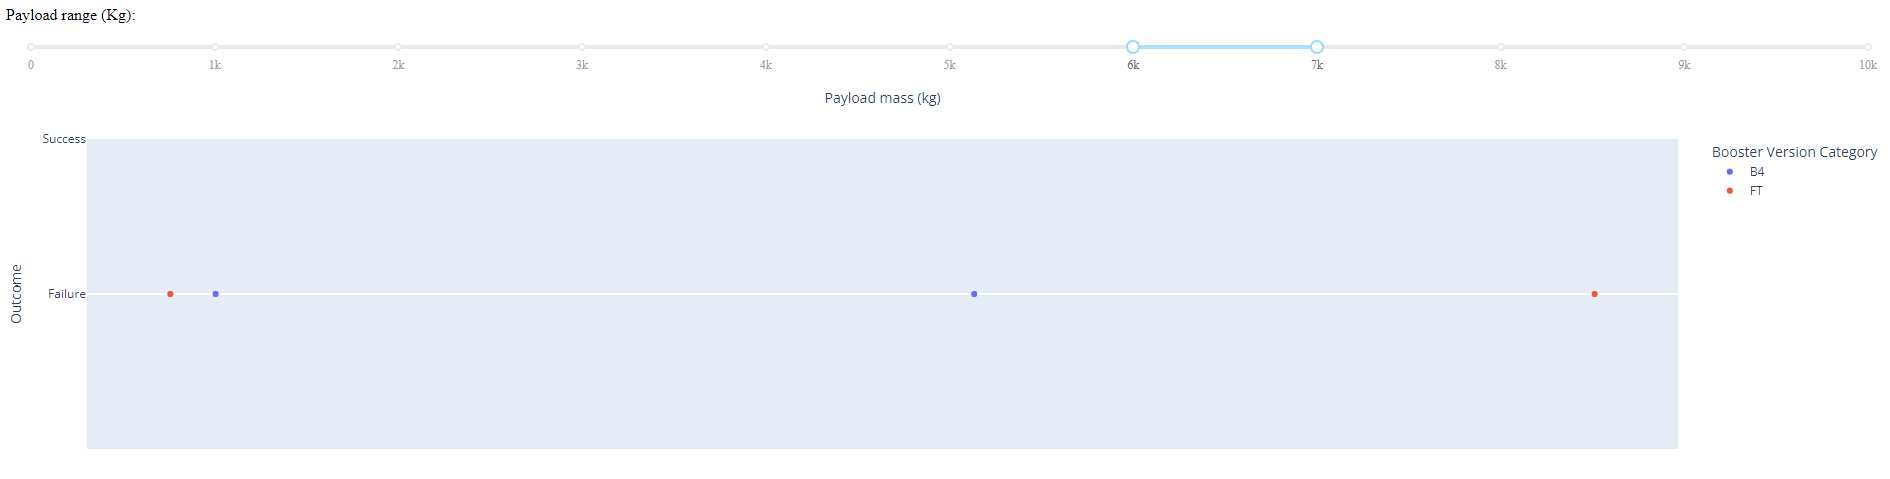 Payload range (Kg):
0 1k 2k 3k 4k 5k 6k 7k 8k 9k 10k
Payload mass (kg)
Success
Failure
Outcome
Booster Version Category
B4
FT